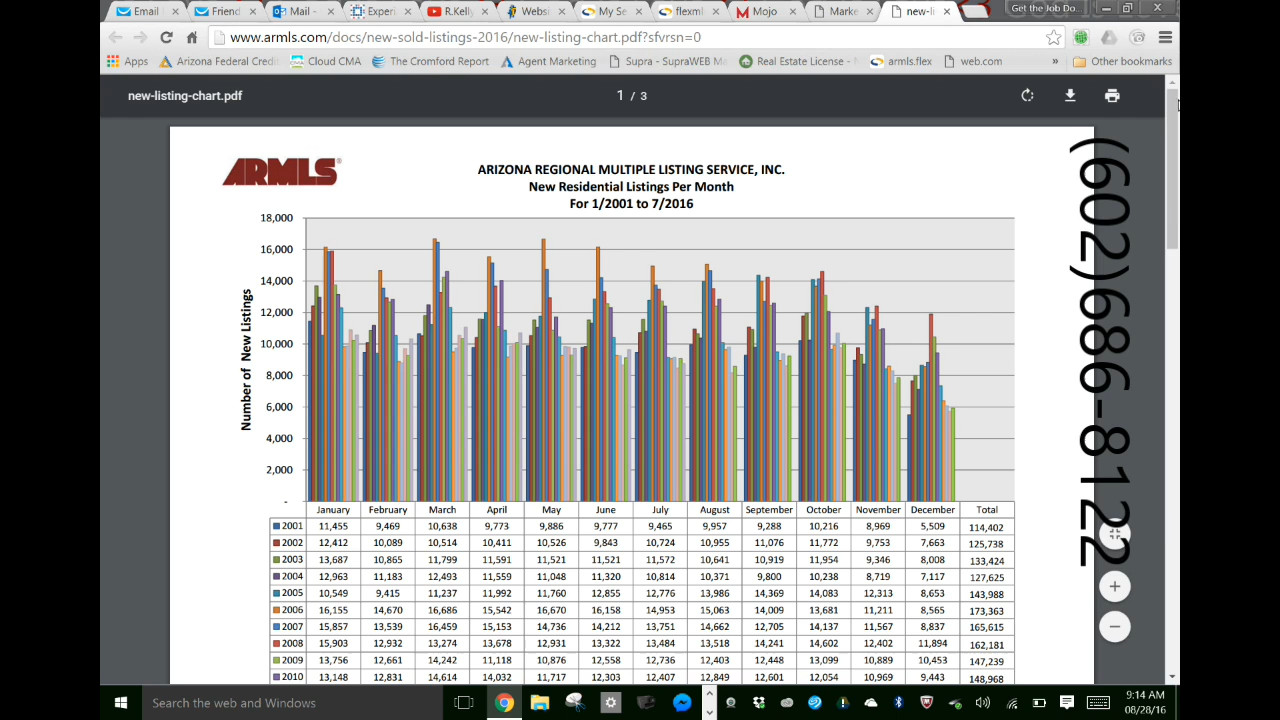 Email
Friend
Mail -
Experi
R.Kelly
Websit
My Se
flexml
Mojo
Marke
new-li
Get the Job Do..
www.armls.com/docs/new-sold-listings-2016/new-listing-chart.pdf?sfvrsn=0
Apps
Arizona Federal Credi
Cloud CMA
The Cromford Report
Agent Marketing
Supra - SupraWEB Ma
Real Estate License -
armls.flex
web.com
»
Other bookmarks
new-listing-chart.pdf
1 / 3
ARMLS®
ARIZONA REGIONAL MULTIPLE LISTING SERVICE, INC.
New Residential Listings Per Month
For 1/2001 to 7/2016
(602)686-8122
Number of New Listings
18,000
16,000
14,000
12,000
10,000
8,000
6,000
4,000
2,000
-
January February March April May June July August September October November December Total
2001 11,455 9,469 10,638 9,773 9,886 9,777 9,465 9,957 9,288 10,216 8,969 5,509 114,402
2002 12,412 10,089 10,514 10,411 10,526 9,843 10,724 10,955 11,076 11,772 9,753 7,663 125,738
2003 13,687 10,865 11,799 11,591 11,521 11,521 11,572 10,641 10,919 11,954 9,346 8,008 133,424
2004 12,963 11,183 12,493 11,559 11,048 11,320 10,814 10,371 9,800 10,238 8,719 7,117 127,625
2005 10,549 9,415 11,237 11,992 11,760 12,855 12,776 13,986 14,369 14,083 12,313 8,653 143,988
2006 16,155 14,670 16,686 15,542 16,670 16,158 14,953 15,063 14,009 13,681 11,211 8,565 173,363
2007 15,857 13,539 16,459 15,153 14,736 14,212 13,751 14,662 12,705 14,137 11,567 8,837 165,615
2008 15,903 12,932 13,274 13,678 12,931 13,322 13,484 13,518 14,241 14,602 12,402 11,894 162,181
2009 13,756 12,661 14,242 11,118 10,876 12,558 12,736 12,403 12,448 13,099 10,889 10,453 147,239
2010 13,148 12,831 14,614 14,032 11,717 12,303 12,407 12,849 12,601 12,054 10,969 9,443 148,968
Search the web and Windows
9:14 AM
08/28/16